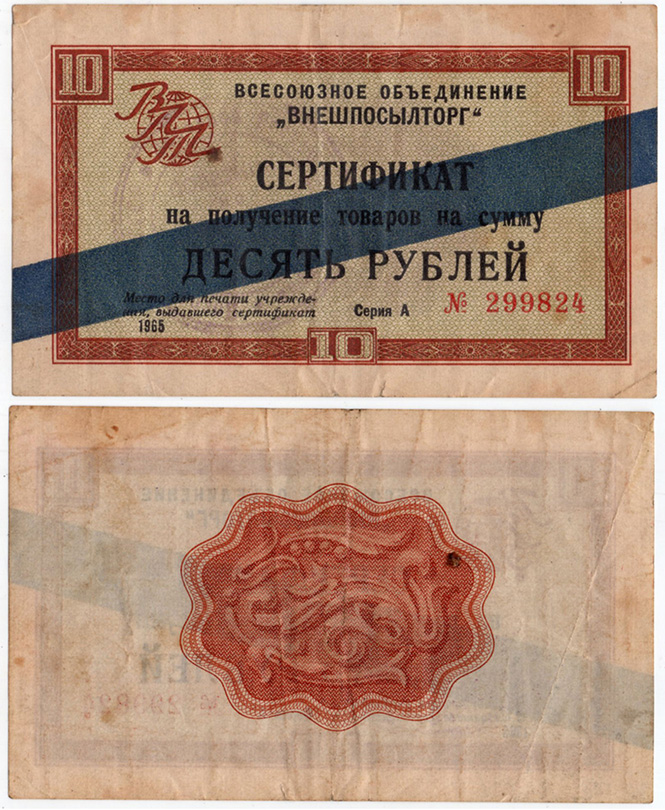 10
10
ВПТ
ВСЕСОЮЗНОЕ ОБЪЕДИНЕНИЕ
„ВНЕШПОСЫЛТОРГ“
СЕРТИФИКАТ
на получение товаров на сумму
ДЕСЯТЬ РУБЛЕЙ
Место для печати учрежде-
ния, выдавшего сертификат
1965
Серия А
№ 299824
10